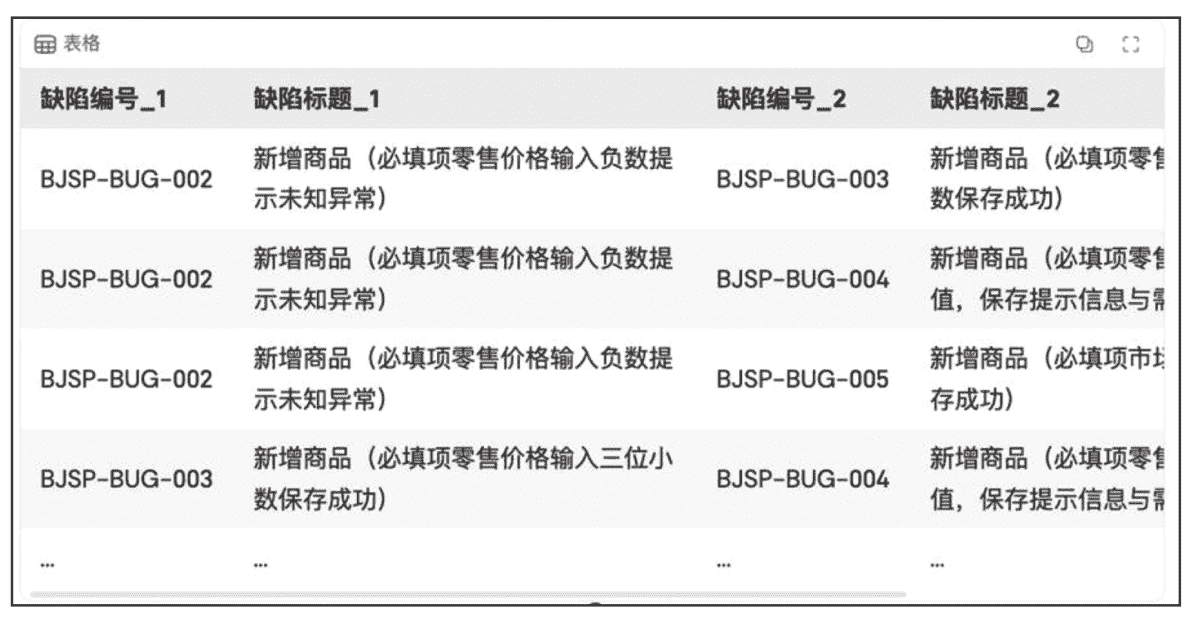 表格
缺陷编号_1 缺陷标题_1 缺陷编号_2 缺陷标题_2
BJSP-BUG-002 新增商品（必填项零售价格输入负数提示未知异常） BJSP-BUG-003 新增商品（必填项零售
数保存成功）
BJSP-BUG-002 新增商品（必填项零售价格输入负数提示未知异常） BJSP-BUG-004 新增商品（必填项零售
值，保存提示信息与需
BJSP-BUG-002 新增商品（必填项零售价格输入负数提示未知异常） BJSP-BUG-005 新增商品（必填项市场
存成功）
BJSP-BUG-003 新增商品（必填项零售价格输入三位小数保存成功） BJSP-BUG-004 新增商品（必填项零售
值，保存提示信息与需
... ... ... ...